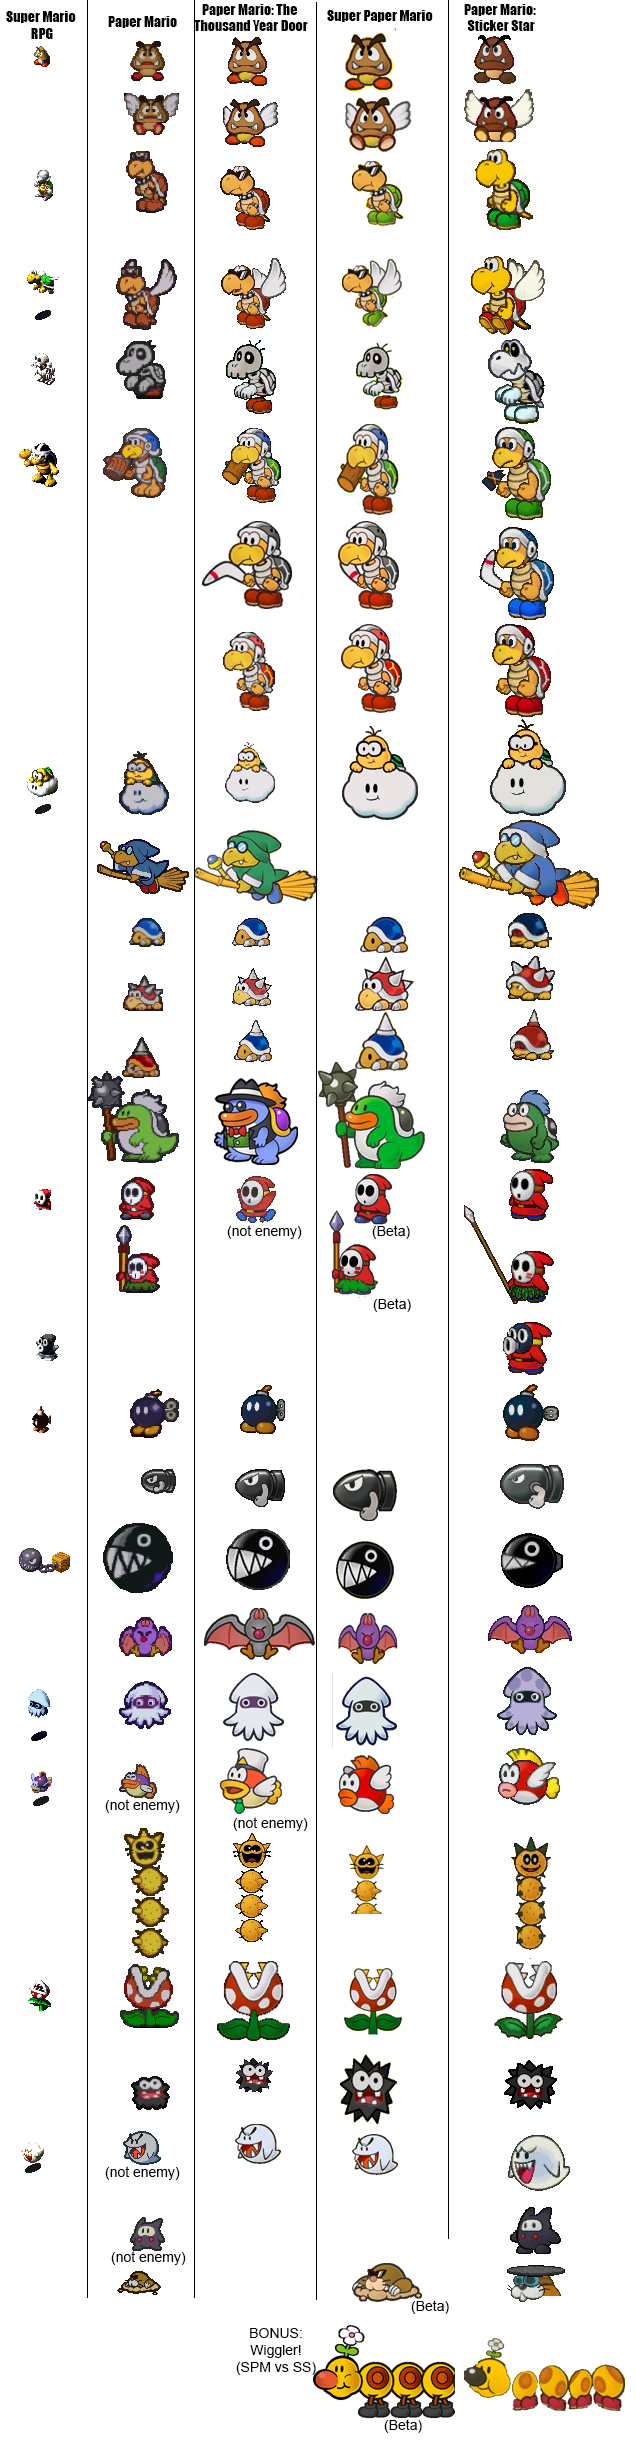 Super Mario
RPG
Paper Mario
Paper Mario: The
Thousand Year Door
Super Paper Mario
Paper Mario:
Sticker Star
(not enemy)
(Beta)
(Beta)
(not enemy)
(not enemy)
(not enemy)
(not enemy)
(Beta)
BONUS:
Wiggler!
(SPM vs SS)
(Beta)